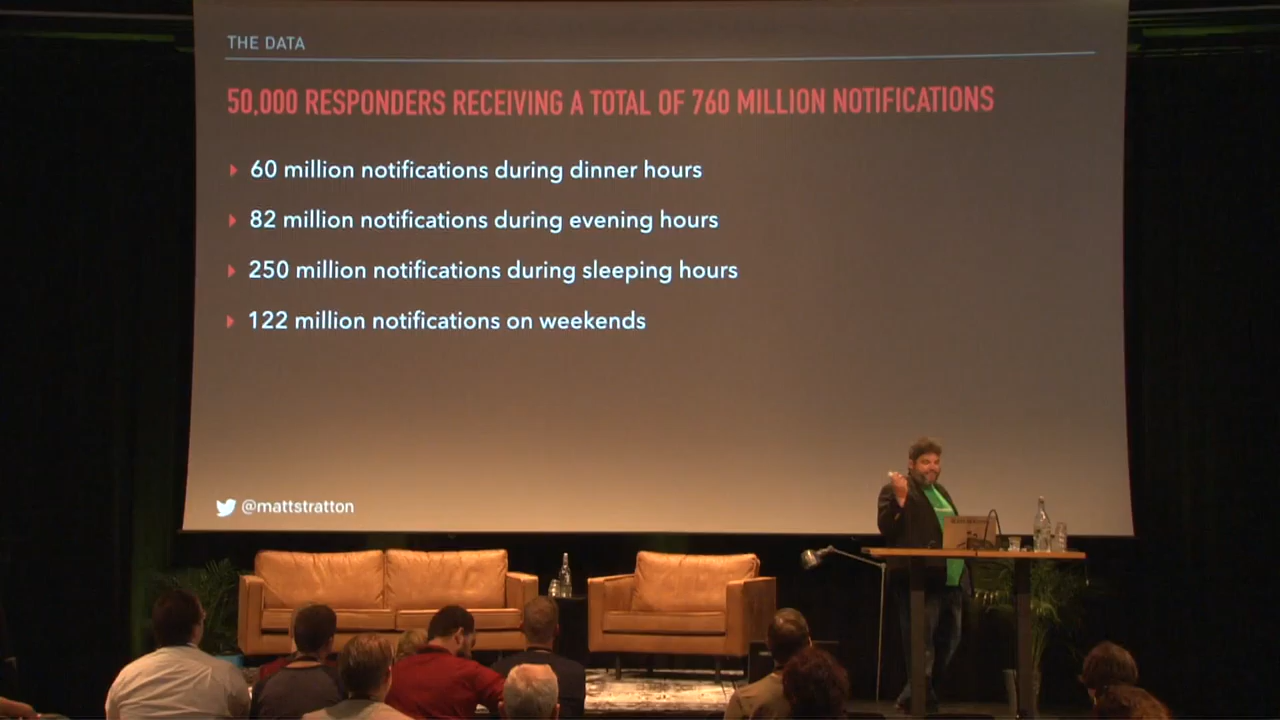 THE DATA
50,000 RESPONDERS RECEIVING A TOTAL OF 760 MILLION NOTIFICATIONS
60 million notifications during dinner hours
82 million notifications during evening hours
250 million notifications during sleeping hours
122 million notifications on weekends
@mattstratton